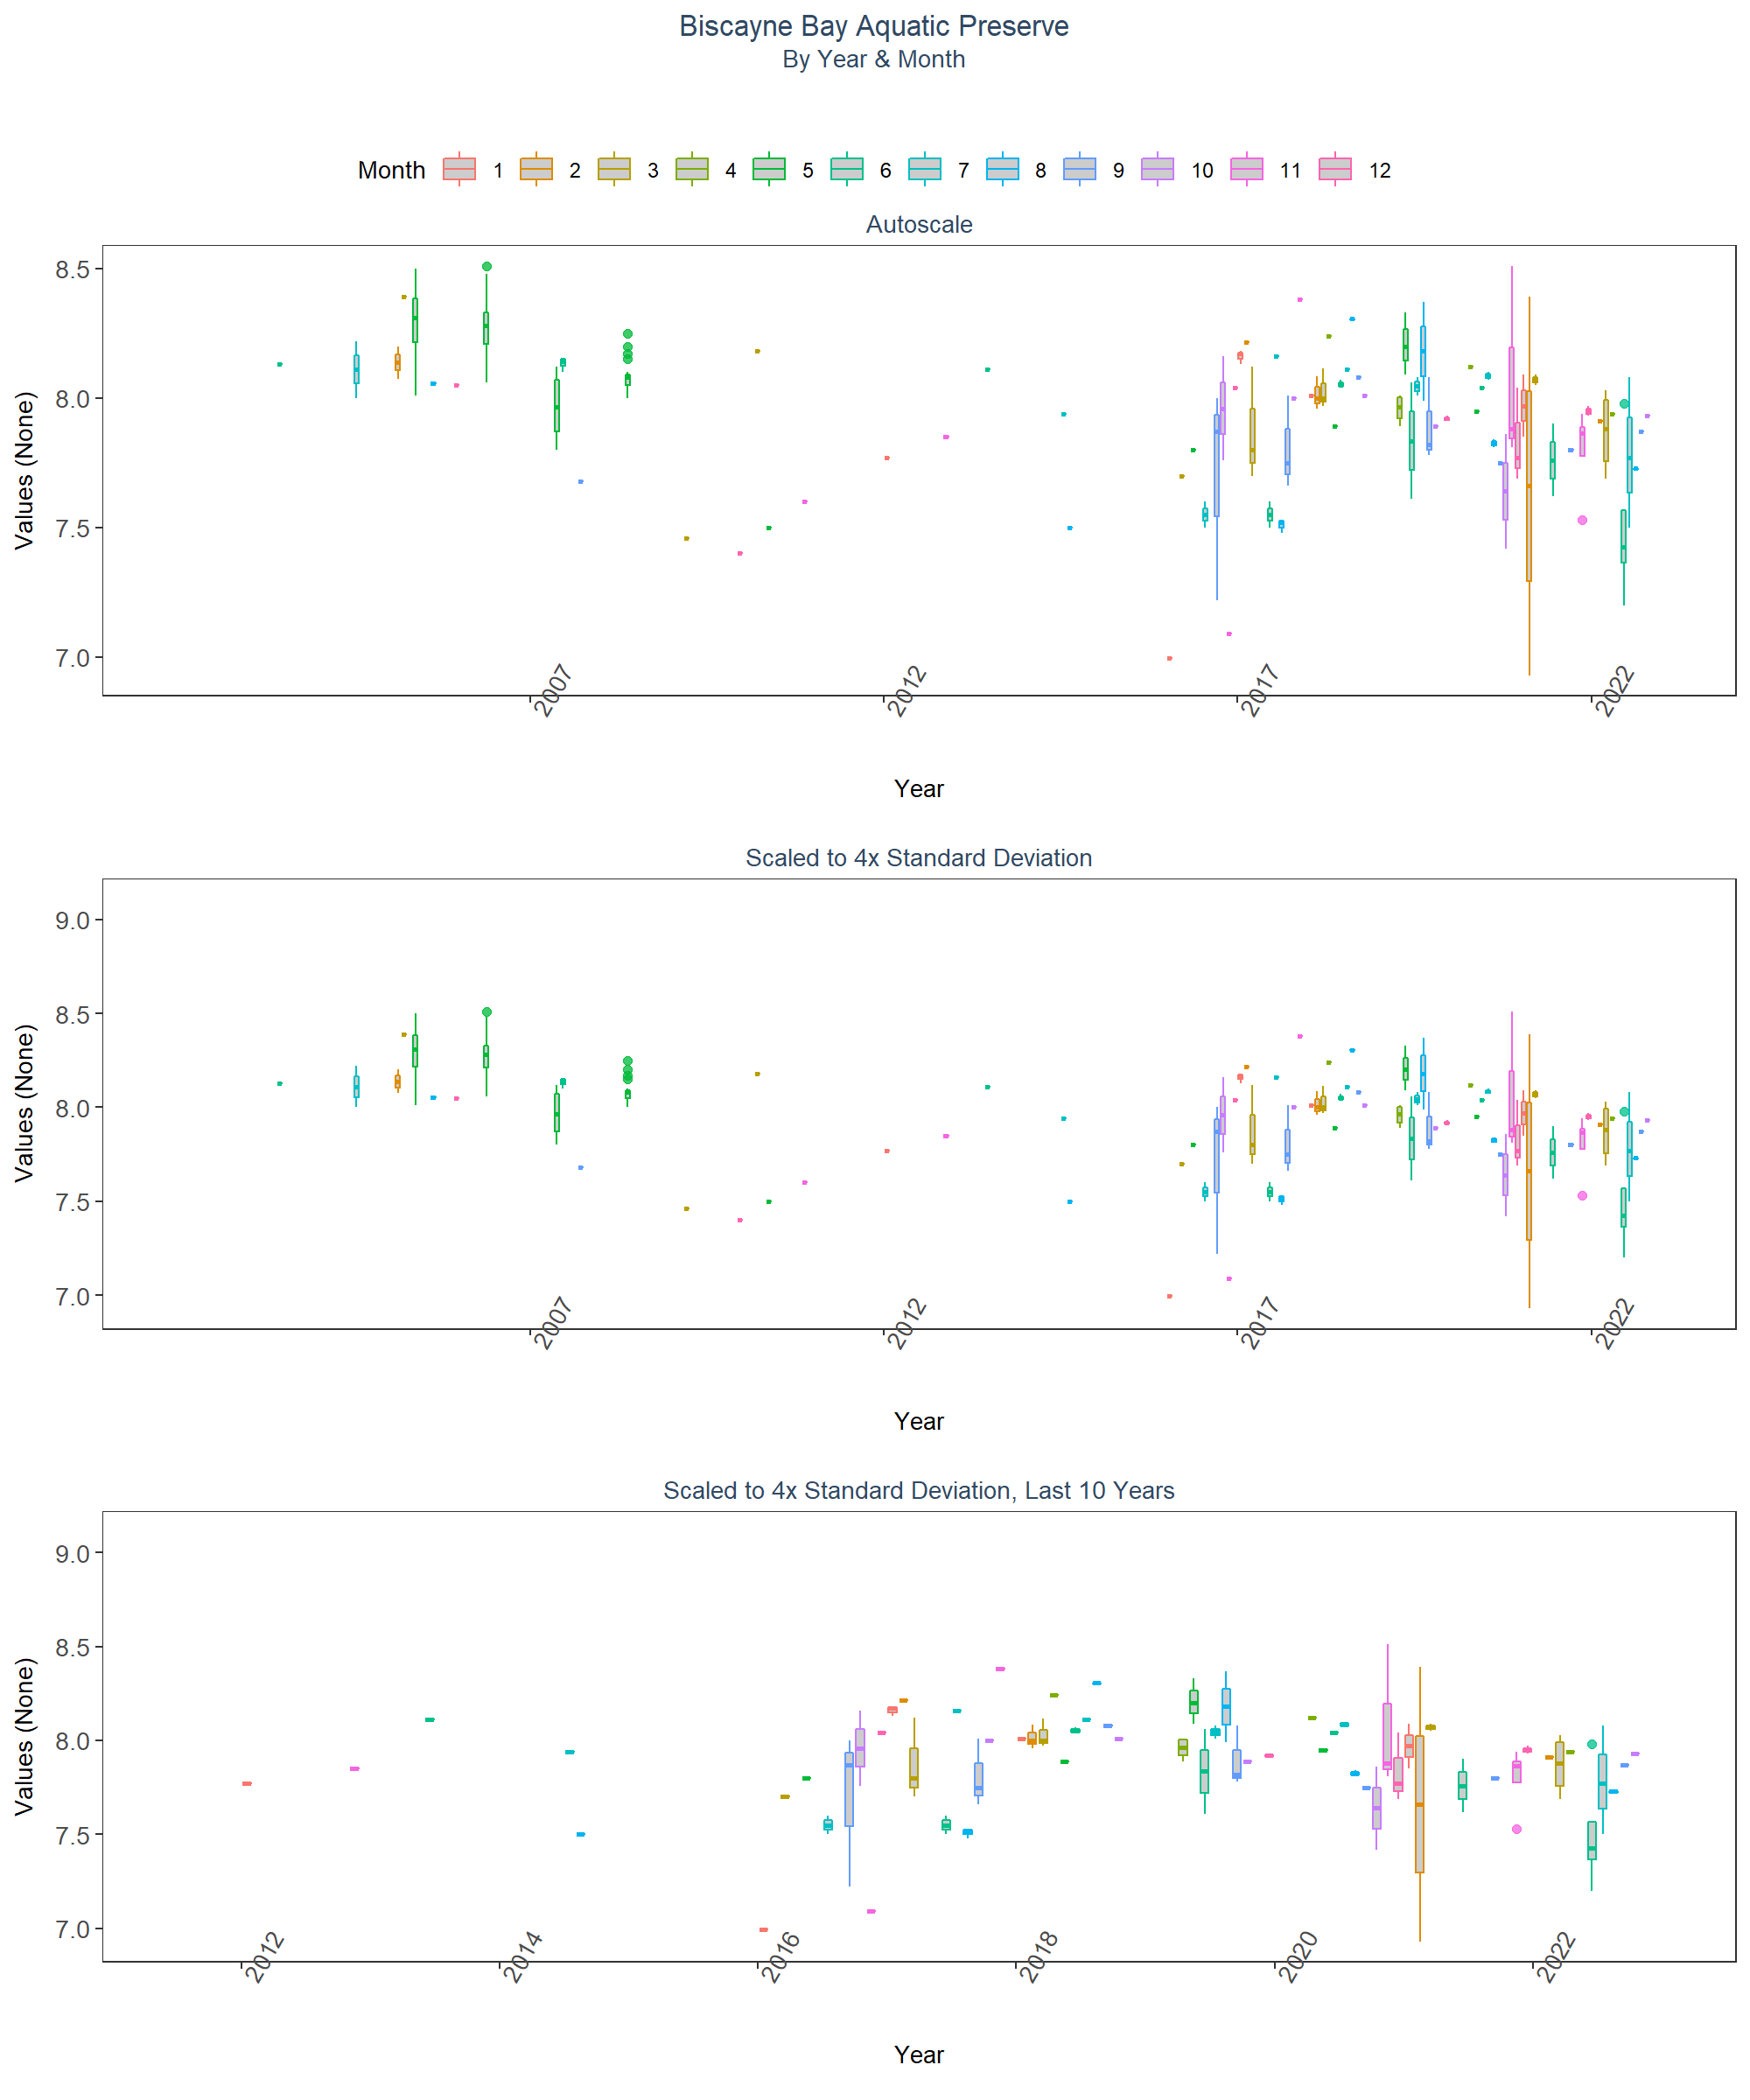 Biscayne Bay Aquatic Preserve
By Year & Month
Month 1 2 3 4 5 6 7 8 9 10 11 12
Autoscale
Values (None)
8.5
8.0
7.5
7.0
2007 2012 2017 2022
Year
Scaled to 4x Standard Deviation
Values (None)
9.0
8.5
8.0
7.5
7.0
2007 2012 2017 2022
Year
Scaled to 4x Standard Deviation, Last 10 Years
Values (None)
9.0
8.5
8.0
7.5
7.0
2012 2014 2016 2018 2020 2022
Year